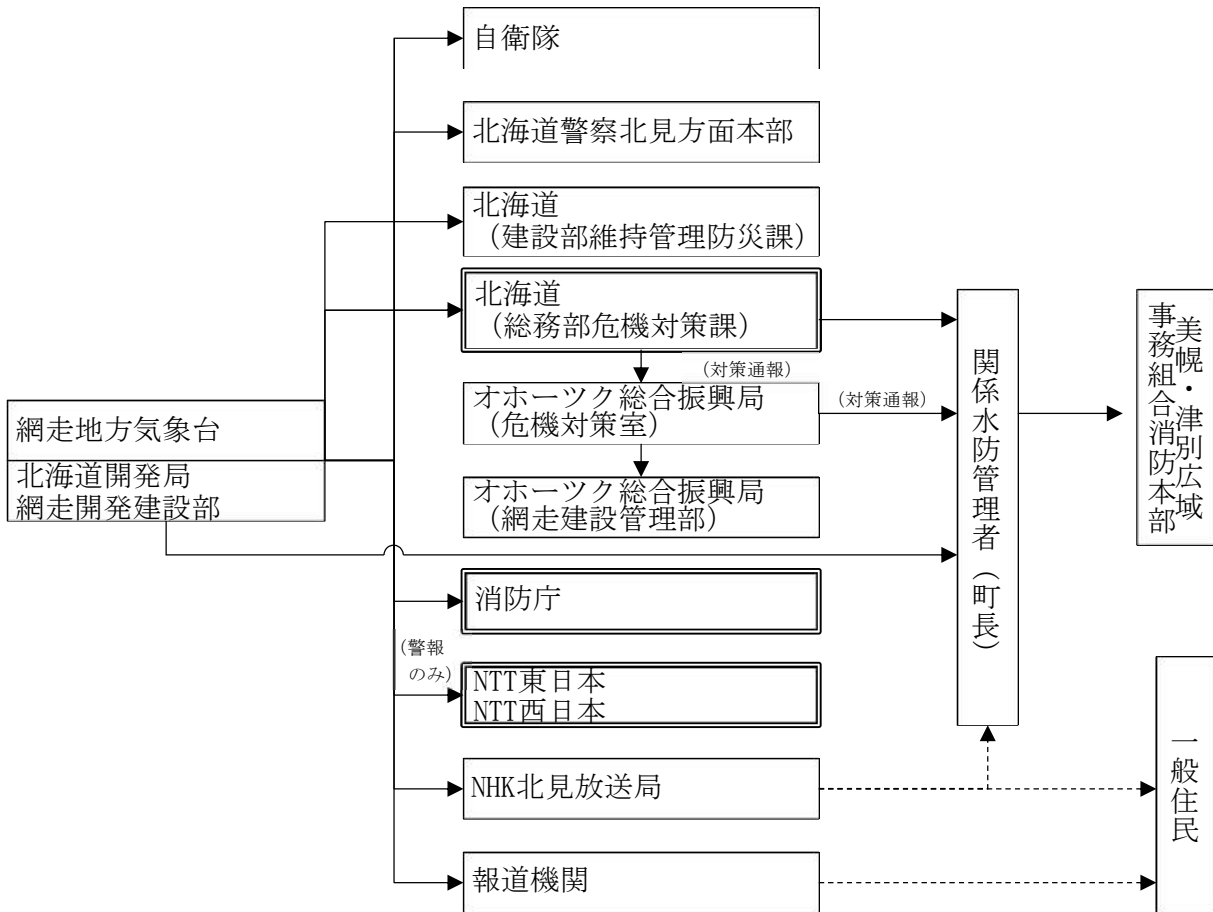 自衛隊
北海道警察北見方面本部
北海道
（建設部維持管理防災課）
北海道
（総務部危機対策課）
（対策通報）
オホーツク総合振興局
（危機対策室）
（対策通報）
オホーツク総合振興局
（網走建設管理部）
網走地方気象台
北海道開発局
網走開発建設部
消防庁
（警報
のみ）
NTT東日本
NTT西日本
NHK北見放送局
報道機関
関係水防管理者（町長）
美幌・津別広域
事務組合消防本部
一般住民